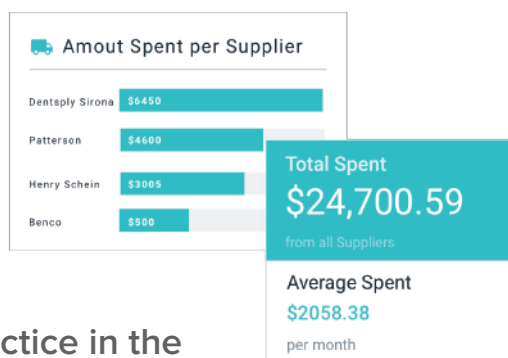 Amout Spent per Supplier
Dentsply Sirona $6450
Patterson $4600
Henry Schein $3005
Benco $500
Total Spent
$24,700.59
from all Suppliers
Average Spent
$2058.38
per month
ctice in the